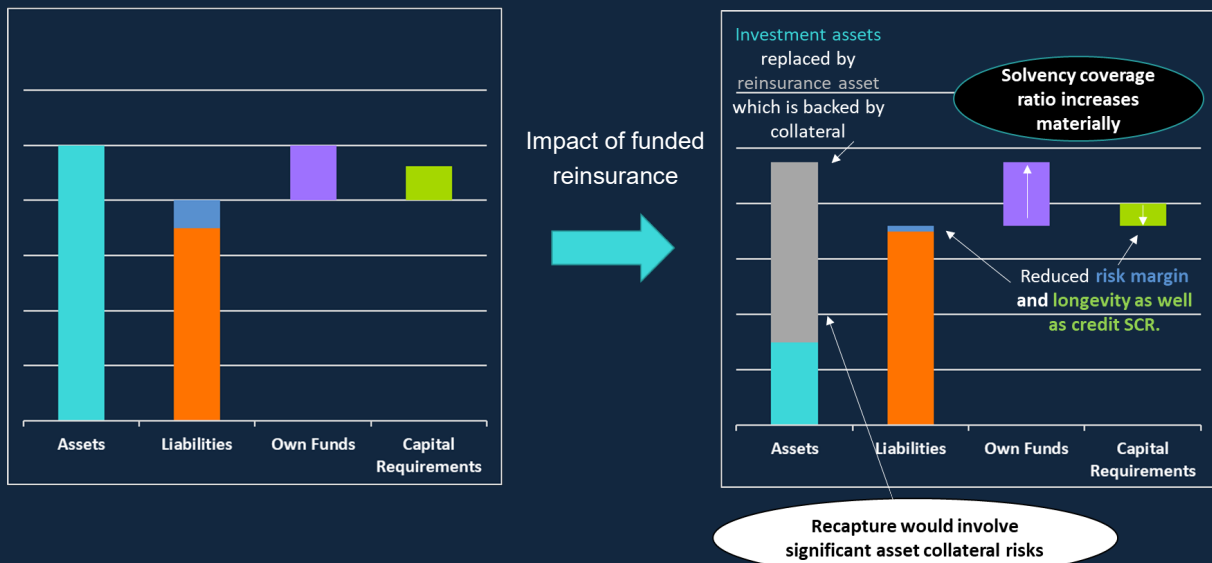 Assets
Liabilities
Own Funds
Capital
Requirements
Impact of funded
reinsurance
Investment assets
replaced by
reinsurance asset
which is backed by
collateral
Solvency coverage
ratio increases
materially
Reduced risk margin
and longevity as well
as credit SCR.
Assets
Liabilities
Own Funds
Capital
Requirements
Recapture would involve
significant asset collateral risks